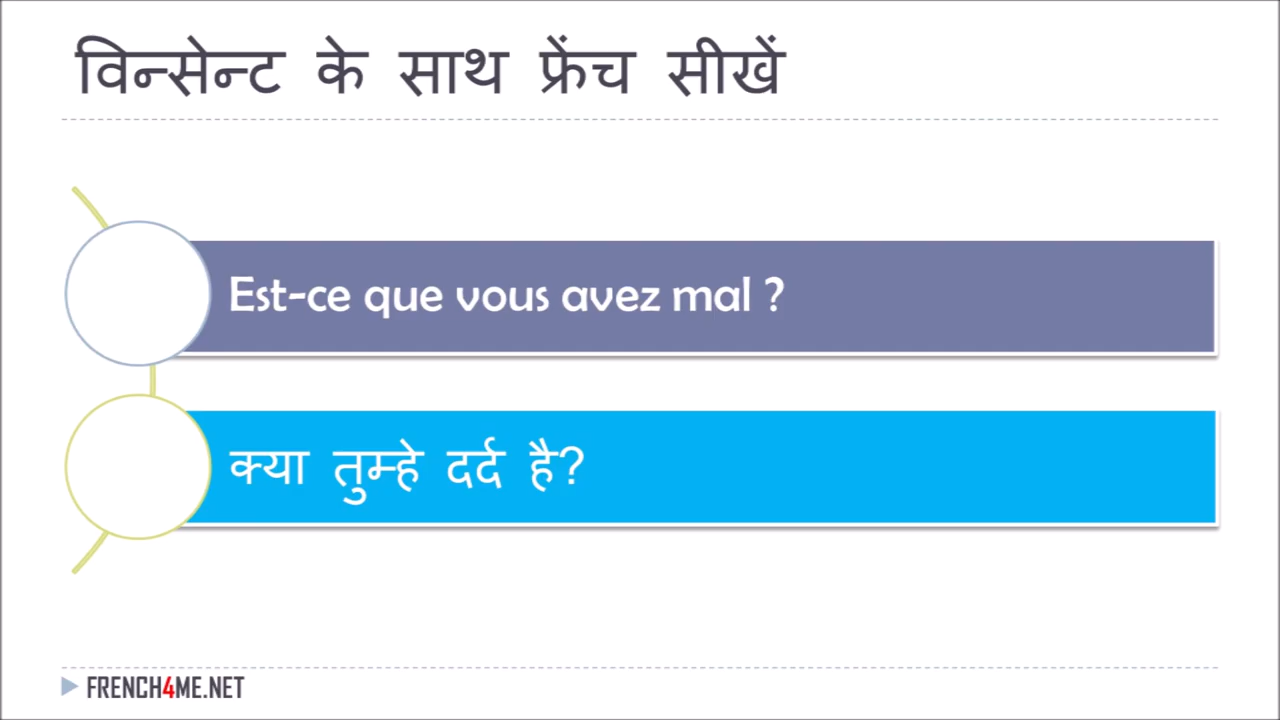 विन्सेन्ट के साथ फ्रेंच सीखें
Est-ce que vous avez mal ?
क्या तुम्हे दर्द है?
FRENCH4ME.NET